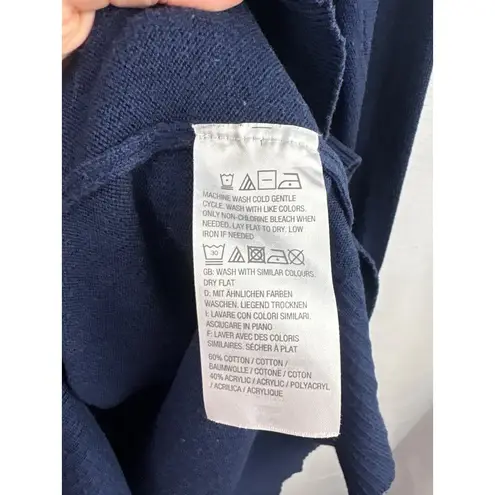 MACHINE WASH COLD GENTLE
CYCLE. WASH WITH LIKE COLORS.
ONLY NON-CHLORINE BLEACH WHEN
NEEDED, LAY FLAT TO DRY. LOW
IRON IF NEEDED
30
GB: WASH WITH SIMILAR COLOURS.
DRY FLAT
D: MIT ÄHNLICHEN FARBEN
WASCHEN, LIEGEND TROCKNEN
I: LAVARE CON COLORI SIMILARI.
ASCIUGARE IN PIANO
F: LAVER AVEC DES COLORIS
SIMILAIRES. SÉCHER À PLAT
60% COTTON / COTTON /
BAUMWOLLE / COTONE / COTON
40% ACRYLIC / ACRYLIC / POLYACRYL
/ ACRILICA / ACRYLIQUE